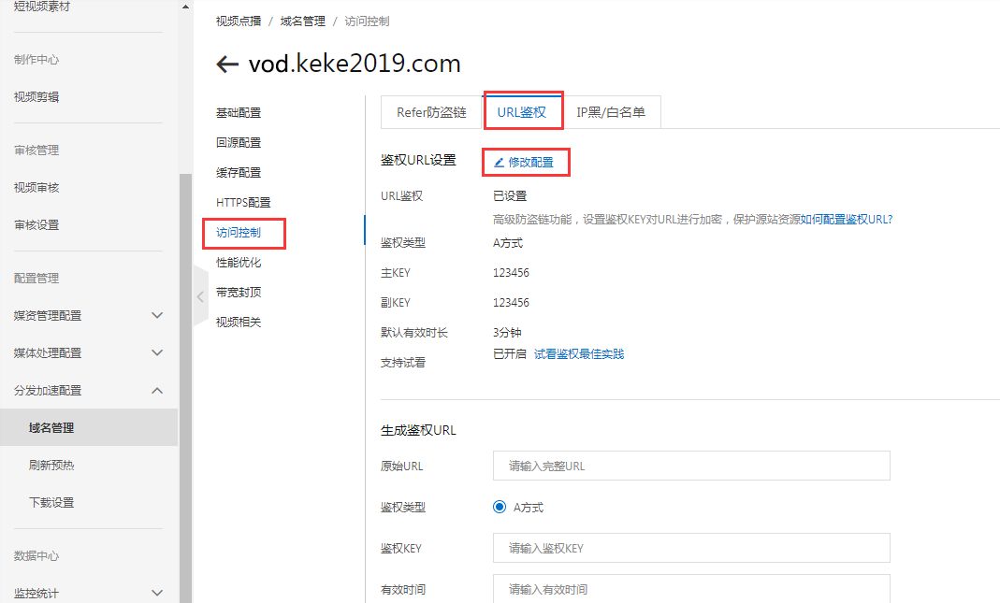 短视频素材
制作中心
视频剪辑
审核管理
视频审核
审核设置
配置管理
媒资管理配置
媒体处理配置
分发加速配置
域名管理
刷新预热
下载设置
数据中心
监控统计
视频点播 / 域名管理 / 访问控制
vod.keke2019.com
基础配置
回源配置
缓存配置
HTTPS配置
访问控制
性能优化
带宽封顶
视频相关
Refer防盗链 URL鉴权 IP黑/白名单
鉴权URL设置 修改配置
URL鉴权 已设置
高级防盗链功能，设置鉴权KEY对URL进行加密，保护源站资源如何配置鉴权URL?
鉴权类型 A方式
主KEY 123456
副KEY 123456
默认有效时长 3分钟
支持试看 已开启 试看鉴权最佳实践
生成鉴权URL
原始URL 请输入完整URL
鉴权类型 A方式
鉴权KEY 请输入鉴权KEY
有效时间 请输入有效时间